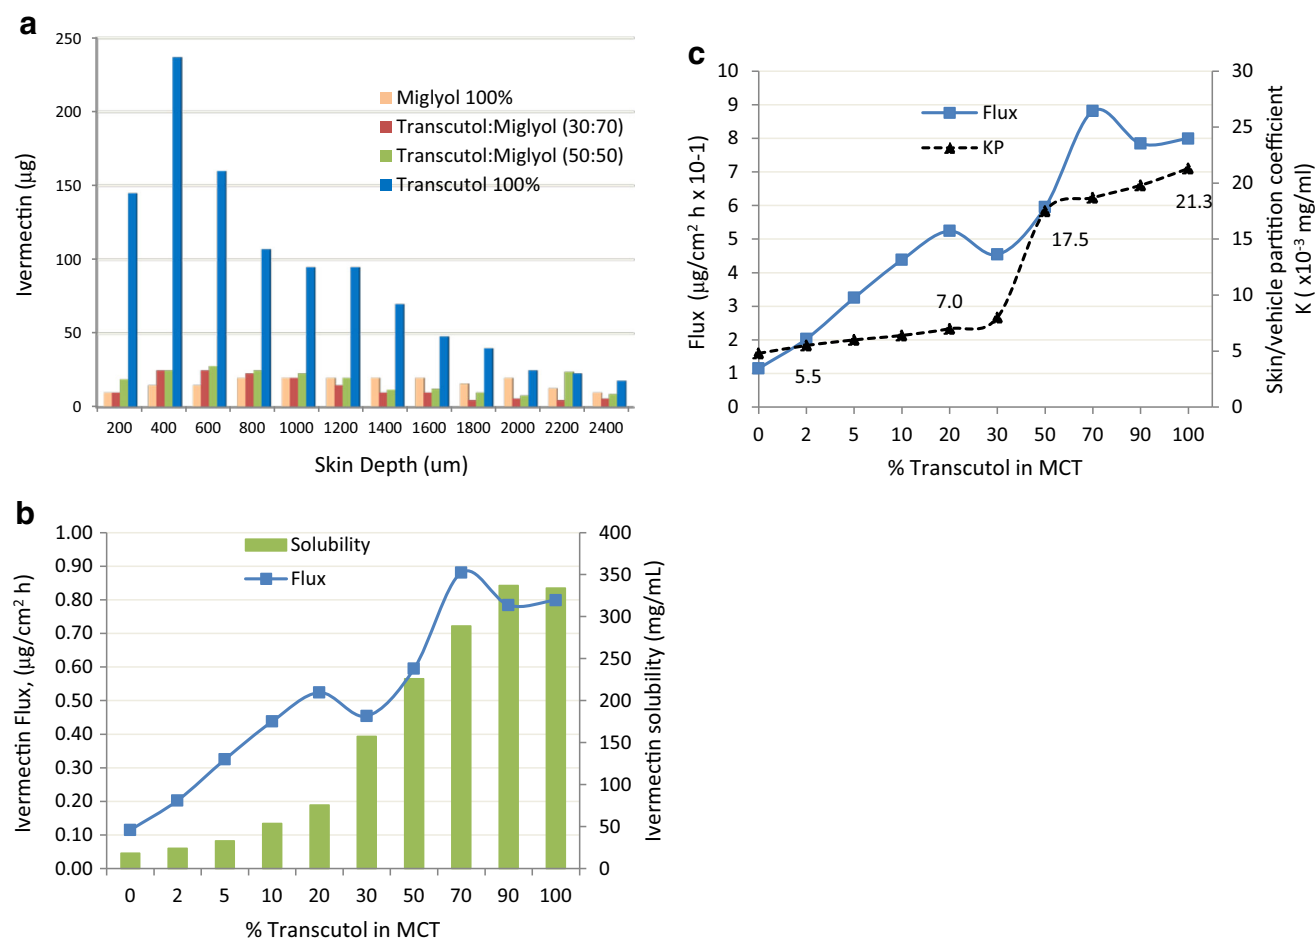 a
250
200
150
100
50
0
Ivermectin (µg)
Miglyol 100%
Transcutol:Miglyol (30:70)
Transcutol:Miglyol (50:50)
Transcutol 100%
200 400 600 800 1000 1200 1400 1600 1800 2000 2200 2400
Skin Depth (um)
b
1.00
0.90
0.80
0.70
0.60
0.50
0.40
0.30
0.20
0.10
0.00
Ivermectin Flux, (µg/cm² h)
Solubility
Flux
400
350
300
250
200
150
100
50
0
Ivermectin solubility (mg/mL)
0 2 5 10 20 30 50 70 90 100
% Transcutol in MCT
c
10
9
8
7
6
5
4
3
2
1
0
Flux (µg/cm² h x 10-1)
Flux
KP
5.5
7.0
17.5
21.3
30
25
20
15
10
5
0
Skin/vehicle partition coefficient
K ( x10⁻³ mg/ml)
0 2 5 10 20 30 50 70 90 100
% Transcutol in MCT